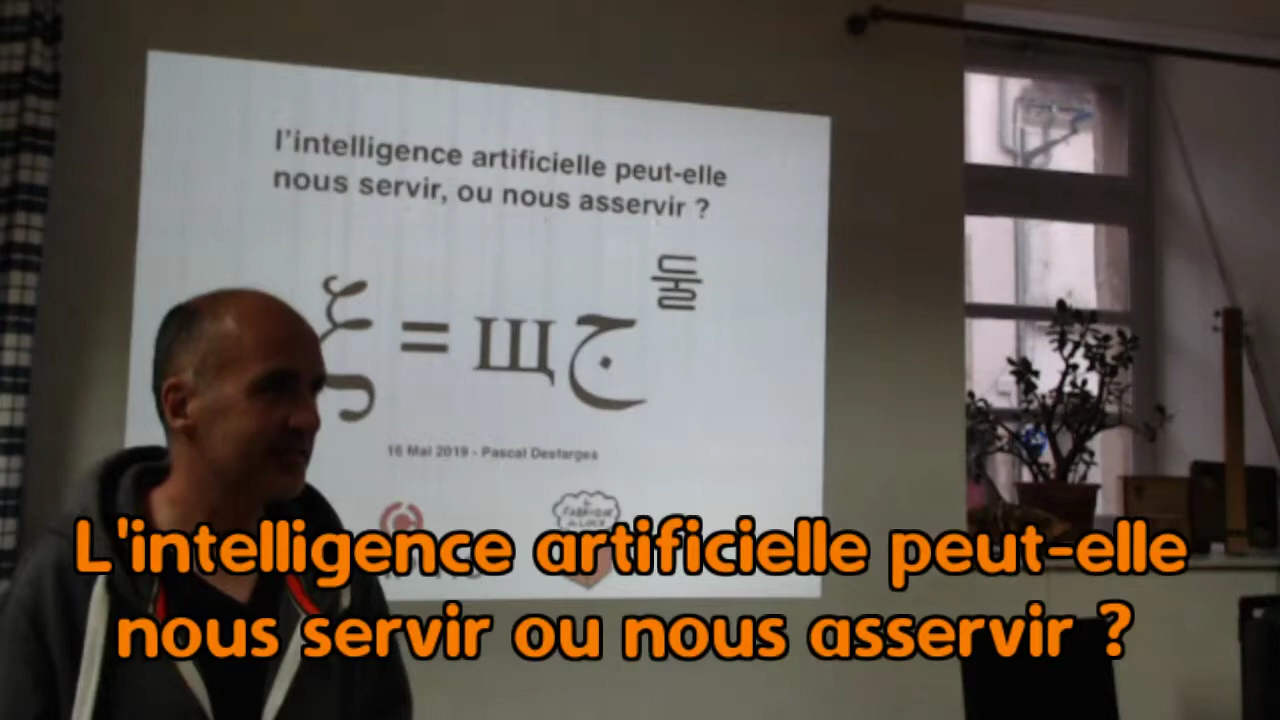 l'intelligence artificielle peut-elle
nous servir, ou nous asservir ?
ξ = щ ج 둘
16 Mai 2019 - Pascal Desfarges
L'intelligence artificielle peut-elle
nous servir ou nous asservir ?